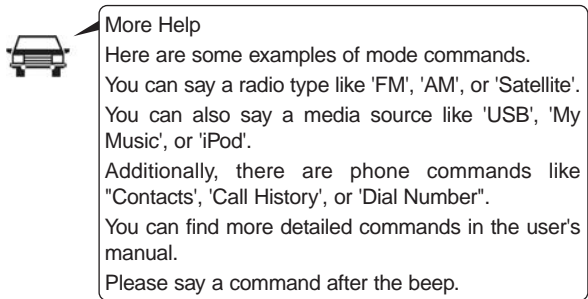 More Help
Here are some examples of mode commands.
You can say a radio type like 'FM', 'AM', or 'Satellite'.
You can also say a media source like 'USB', 'My
Music', or 'iPod'.
Additionally, there are phone commands like
"Contacts', 'Call History', or 'Dial Number".
You can find more detailed commands in the user's
manual.
Please say a command after the beep.